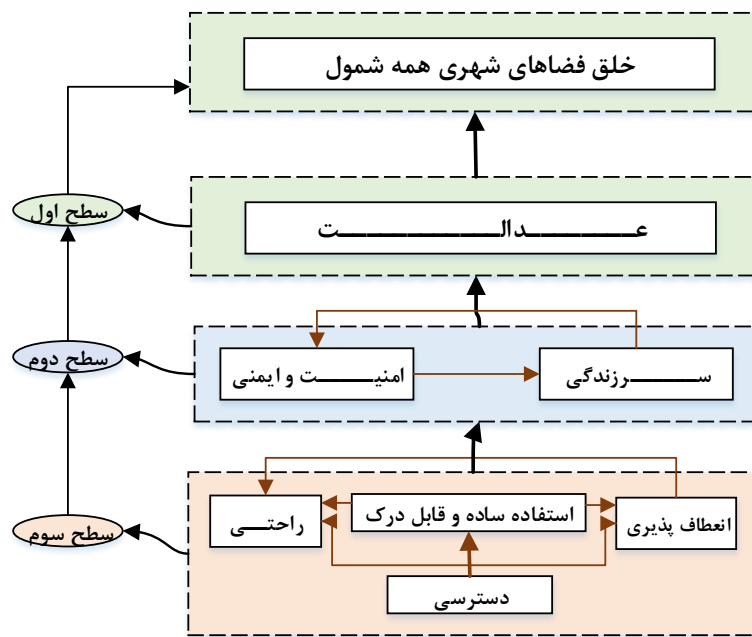 خلق فضاهای شهری همه شمول
سطح اول
عـــــــدالـــــــــــت
سطح دوم
ســـــرزندگی
امنیـــــت و ایمنی
انعطاف پذیری
استفاده ساده و قابل درک
راحتـــی
سطح سوم
دسترسی